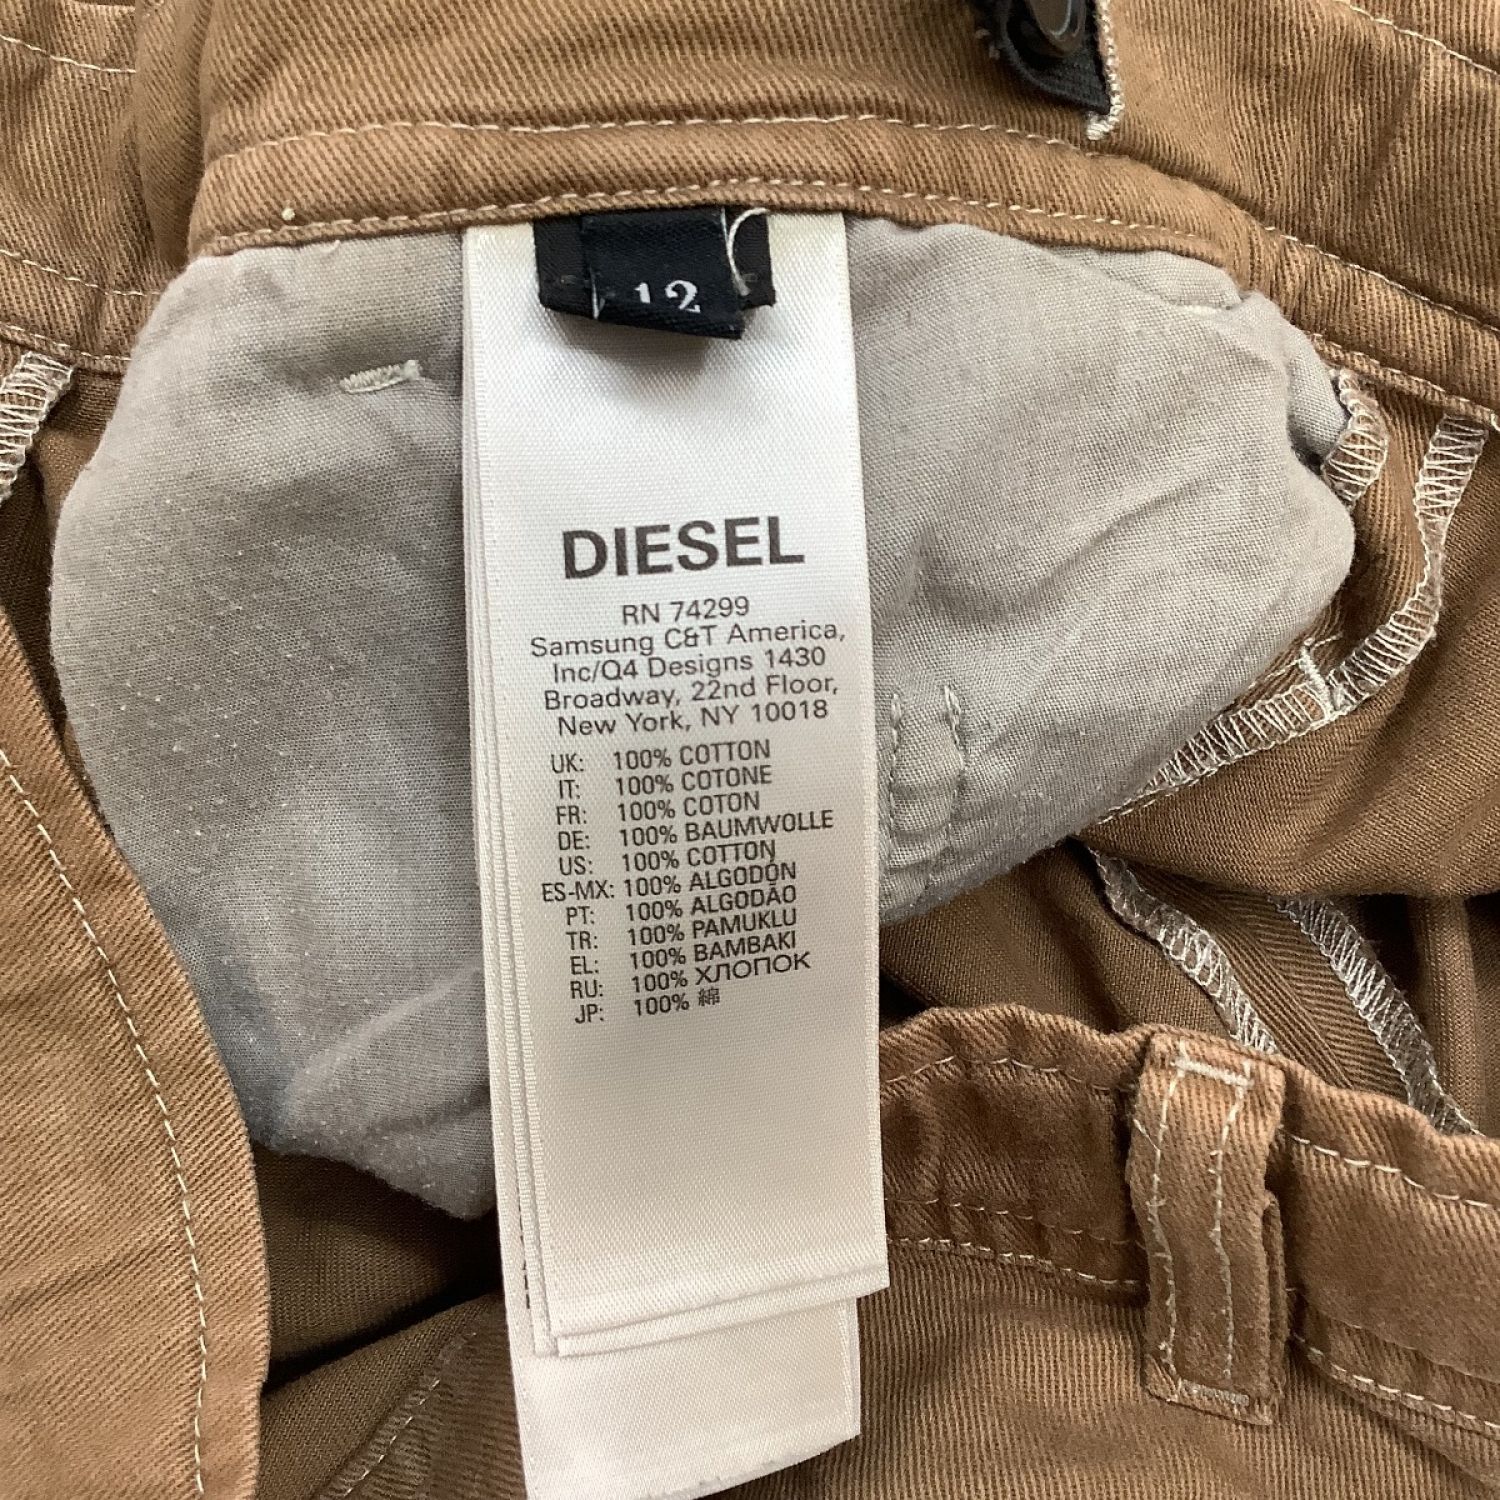 12
DIESEL
RN 74299
Samsung C&T America,
Inc/Q4 Designs 1430
Broadway, 22nd Floor,
New York, NY 10018
UK: 100% COTTON
IT: 100% COTONE
FR: 100% COTON
DE: 100% BAUMWOLLE
US: 100% COTTON
ES-MX: 100% ALGODÓN
PT: 100% ALGODÃO
TR: 100% PAMUKLU
EL: 100% BAMBAKI
RU: 100% ХЛОПОК
JP: 100% 綿